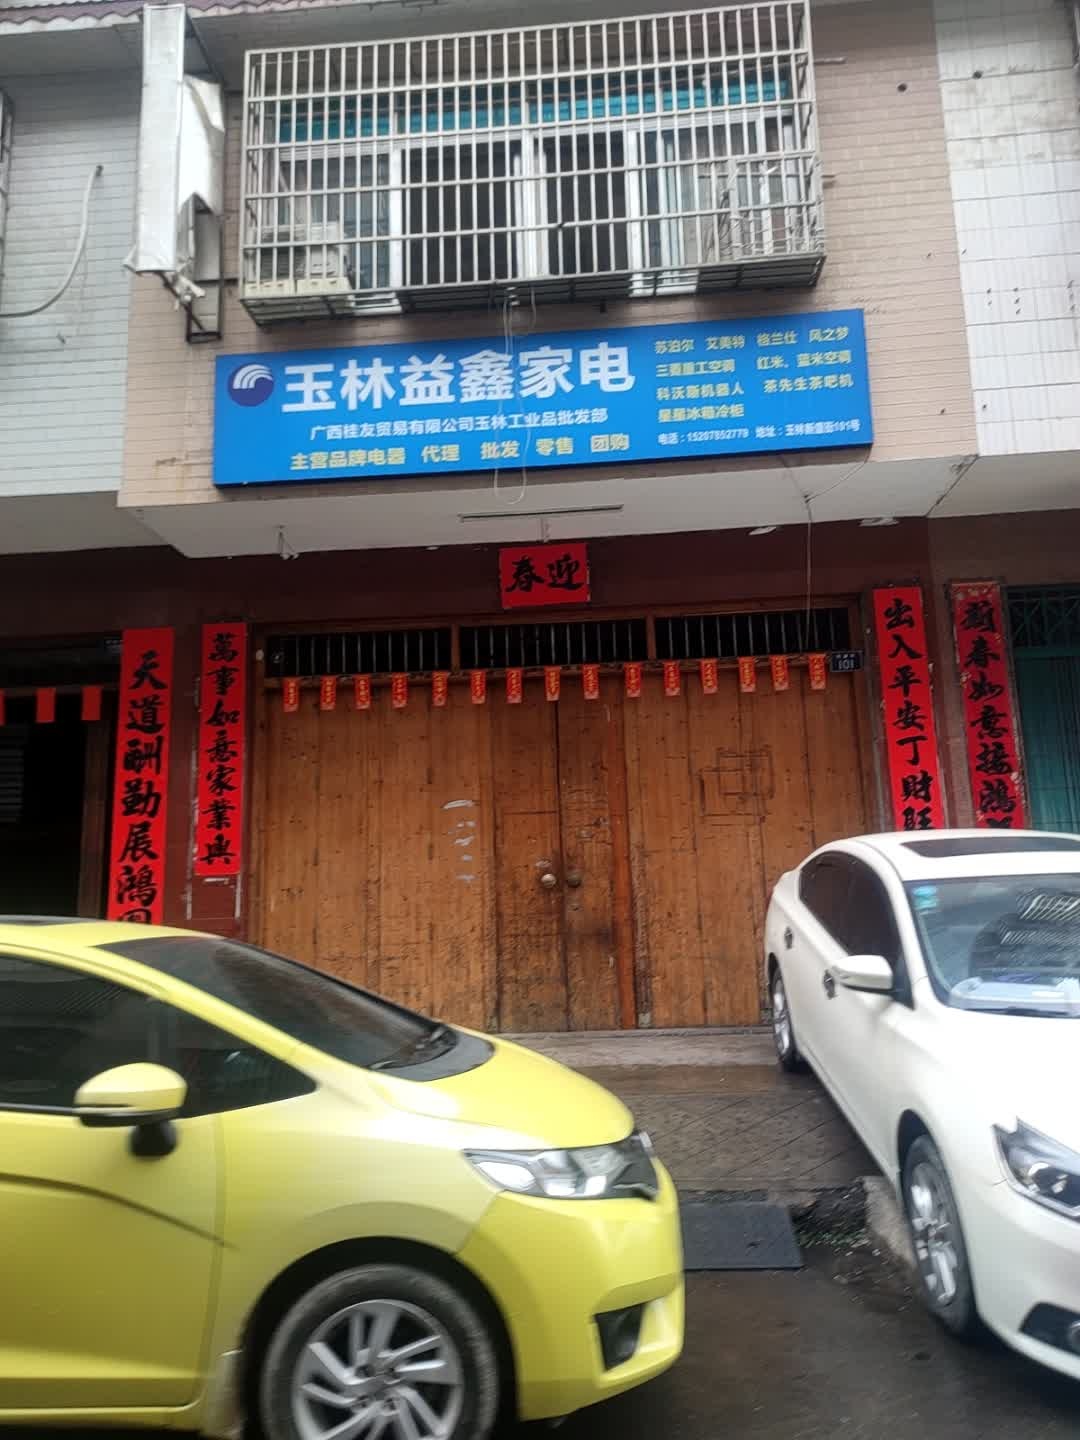 玉林益鑫家电
广西桂友贸易有限公司玉林工业品批发部
主营品牌电器 代理 批发 零售 团购
苏泊尔 艾美特 格兰仕 风之梦
三菱重工空调 红米、蓝米空调
科沃斯机器人 茶先生茶吧机
星星冰箱冷柜
电话：15207852779 地址：玉林新盛街101号
春迎
101
天道酬勤展鸿
萬事如意家業興
出入平安丁財旺
新春如意接鴻